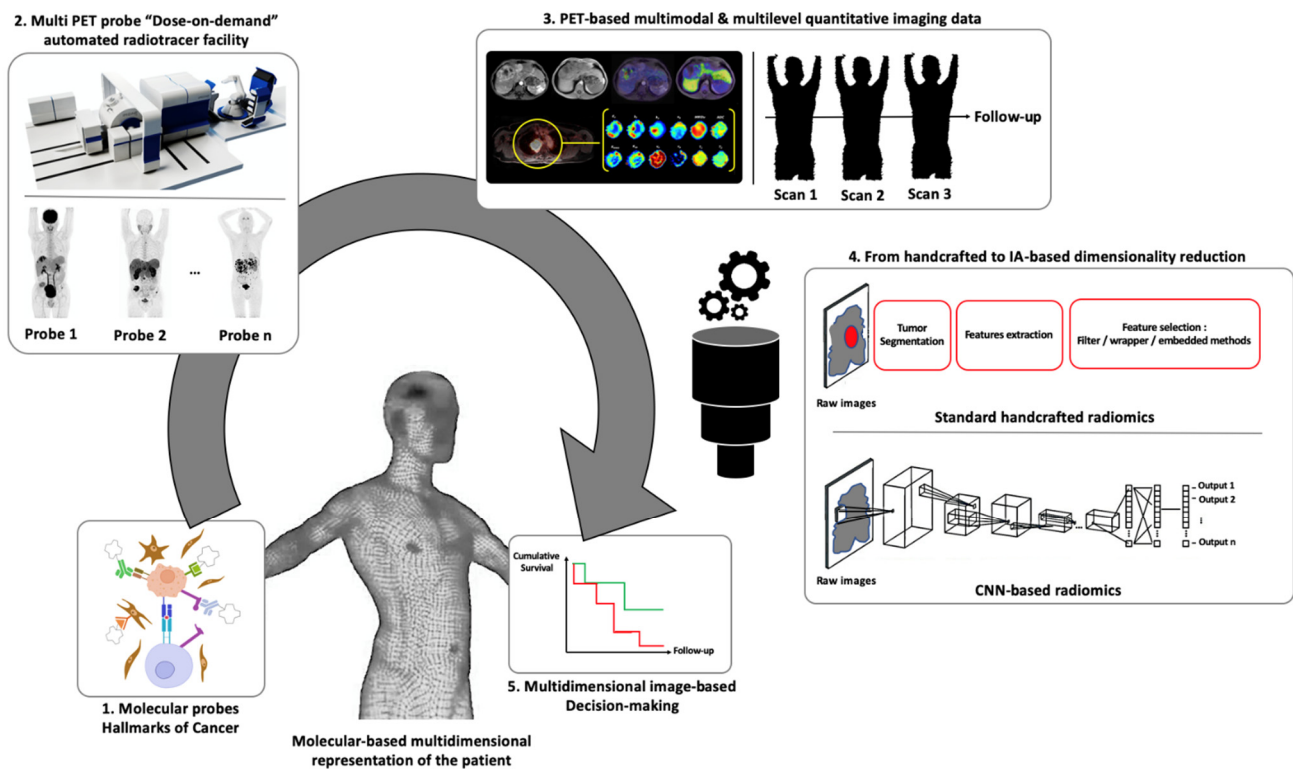 2. Multi PET probe “Dose-on-demand”
automated radiotracer facility
Probe 1
Probe 2
...
Probe n
3. PET-based multimodal & multilevel quantitative imaging data
Follow-up
Scan 1
Scan 2
Scan 3
4. From handcrafted to IA-based dimensionality reduction
Tumor
Segmentation
Features extraction
Feature selection :
Filter / wrapper / embedded methods
Raw images
Standard handcrafted radiomics
Output 1
Output 2
Output n
Raw images
CNN-based radiomics
1. Molecular probes
Hallmarks of Cancer
Cumulative
Survival
Follow-up
5. Multidimensional image-based
Decision-making
Molecular-based multidimensional
representation of the patient